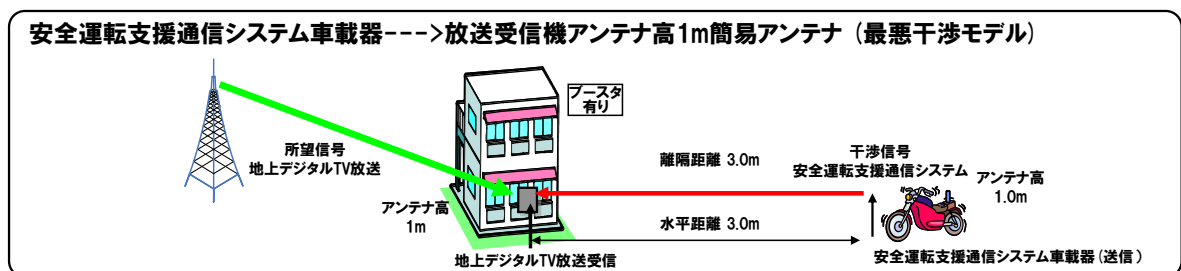 安全運転支援通信システム車載器--->放送受信機アンテナ高1m簡易アンテナ (最悪干渉モデル)
ブースタ
有り
所望信号
地上デジタルTV放送
離隔距離 3.0m
干渉信号
安全運転支援通信システム
アンテナ高
1.0m
アンテナ高
1m
水平距離 3.0m
地上デジタルTV放送受信
安全運転支援通信システム車載器(送信)